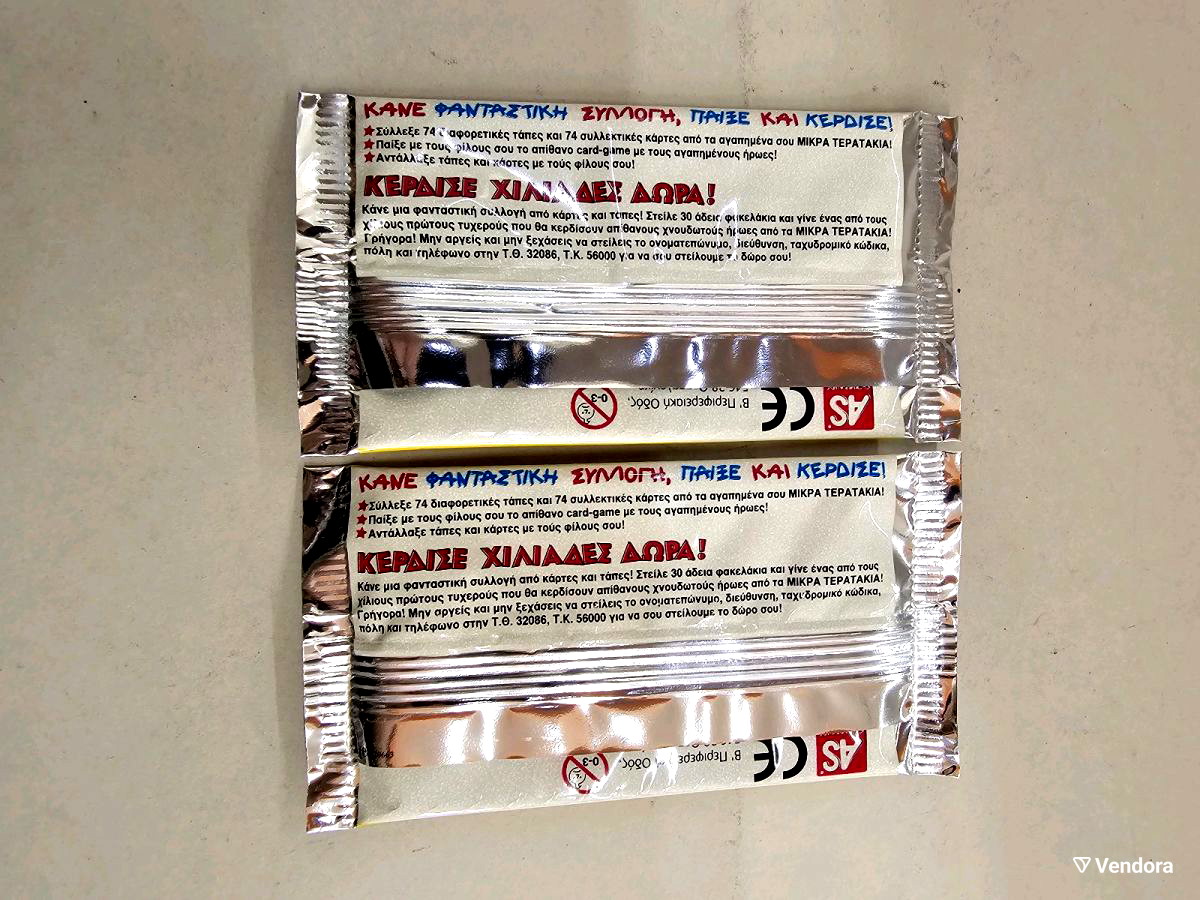 ΚΑΝΕ ΦΑΝΤΑΣΤΙΚΗ ΣΥΛΛΟΓΗ, ΠΑΙΞΕ ΚΑΙ ΚΕΡΔΙΣΕ!
★Σύλλεξε 74 διαφορετικές τάπες και 74 συλλεκτικές κάρτες από τα αγαπημένα σου ΜΙΚΡΑ ΤΕΡΑΤΑΚΙΑ!
★Παίξε με τους φίλους σου το απίθανο card-game με τους αγαπημένους ήρωες!
★Αντάλλαξε τάπες και κάρτες με τούς φίλους σου!
ΚΕΡΔΙΣΕ ΧΙΛΙΑΔΕΣ ΔΩΡΑ!
Κάνε μια φανταστική συλλογή από κάρτες και τάπες! Στείλε 30 άδεια φακελάκια και γίνε ένας από τους
χίλιους πρώτους τυχερούς που θα κερδίσουν απίθανους χνουδωτούς ήρωες από τα ΜΙΚΡΑ ΤΕΡΑΤΑΚΙΑ!
Γρήγορα! Μην αργείς και μην ξεχάσεις να στείλεις το ονοματεπώνυμο, διεύθυνση, ταχυδρομικό κώδικα,
πόλη και τηλέφωνο στην Τ.Θ. 32086, Τ.Κ. 56000 για να σου στείλουμε το δώρο σου!
AS
CE
Β' Περιφερειακή Οδός,
0-3
ΚΑΝΕ ΦΑΝΤΑΣΤΙΚΗ ΣΥΛΛΟΓΗ, ΠΑΙΞΕ ΚΑΙ ΚΕΡΔΙΣΕ!
★Σύλλεξε 74 διαφορετικές τάπες και 74 συλλεκτικές κάρτες από τα αγαπημένα σου ΜΙΚΡΑ ΤΕΡΑΤΑΚΙΑ!
★Παίξε με τους φίλους σου το απίθανο card-game με τους αγαπημένους ήρωες!
★Αντάλλαξε τάπες και κάρτες με τούς φίλους σου!
ΚΕΡΔΙΣΕ ΧΙΛΙΑΔΕΣ ΔΩΡΑ!
Κάνε μια φανταστική συλλογή από κάρτες και τάπες! Στείλε 30 άδεια φακελάκια και γίνε ένας από τους
χίλιους πρώτους τυχερούς που θα κερδίσουν απίθανους χνουδωτούς ήρωες από τα ΜΙΚΡΑ ΤΕΡΑΤΑΚΙΑ!
Γρήγορα! Μην αργείς και μην ξεχάσεις να στείλεις το ονοματεπώνυμο, διεύθυνση, ταχυδρομικό κώδικα,
πόλη και τηλέφωνο στην Τ.Θ. 32086, Τ.Κ. 56000 για να σου στείλουμε το δώρο σου!
AS
CE
Β' Περιφερειακή Οδός,
0-3
Vendora